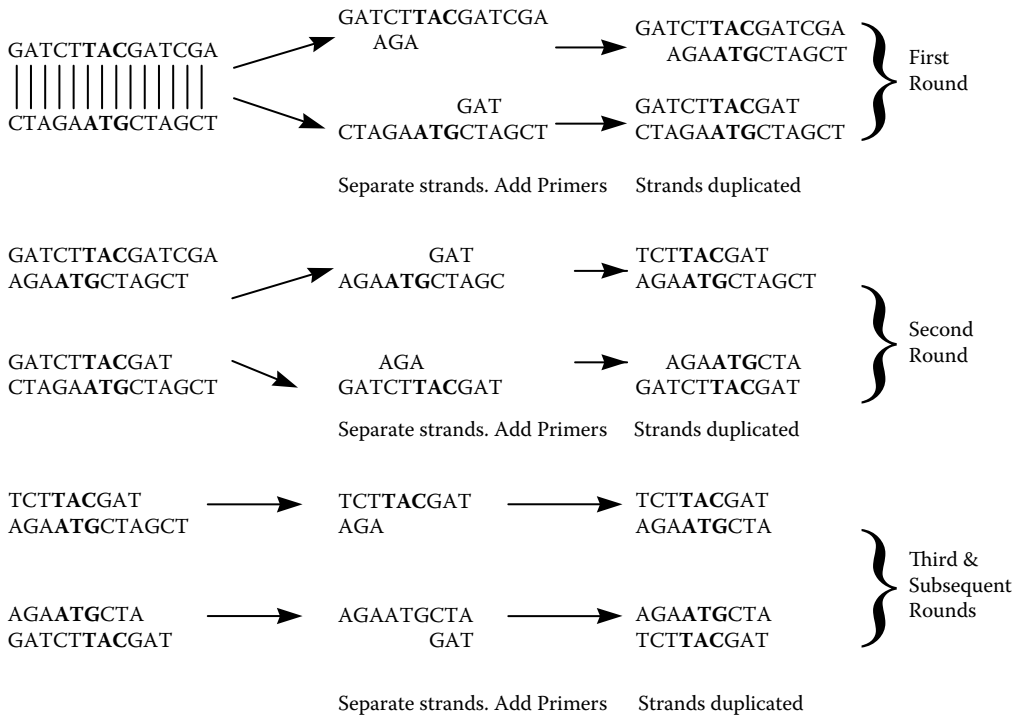 GATCTTACGATCGA
CTAGAATGCTAGCT
GATCTTACGATCGA
AGA
GAT
CTAGAATGCTAGCT
GATCTTACGATCGA
AGAATGCTAGCT
GATCTTACGAT
CTAGAATGCTAGCT
First
Round
Separate strands. Add Primers
Strands duplicated
GATCTTACGATCGA
AGAATGCTAGCT
GATCTTACGAT
CTAGAATGCTAGCT
GAT
AGAATGCTAGC
AGA
GATCTTACGAT
TCTTACGAT
AGAATGCTAGCT
AGAATGCTA
GATCTTACGAT
Second
Round
Separate strands. Add Primers
Strands duplicated
TCTTACGAT
AGAATGCTAGCT
AGAATGCTA
GATCTTACGAT
TCTTACGAT
AGA
AGAATGCTA
GAT
TCTTACGAT
AGAATGCTA
AGAATGCTA
TCTTACGAT
Third &
Subsequent
Rounds
Separate strands. Add Primers
Strands duplicated